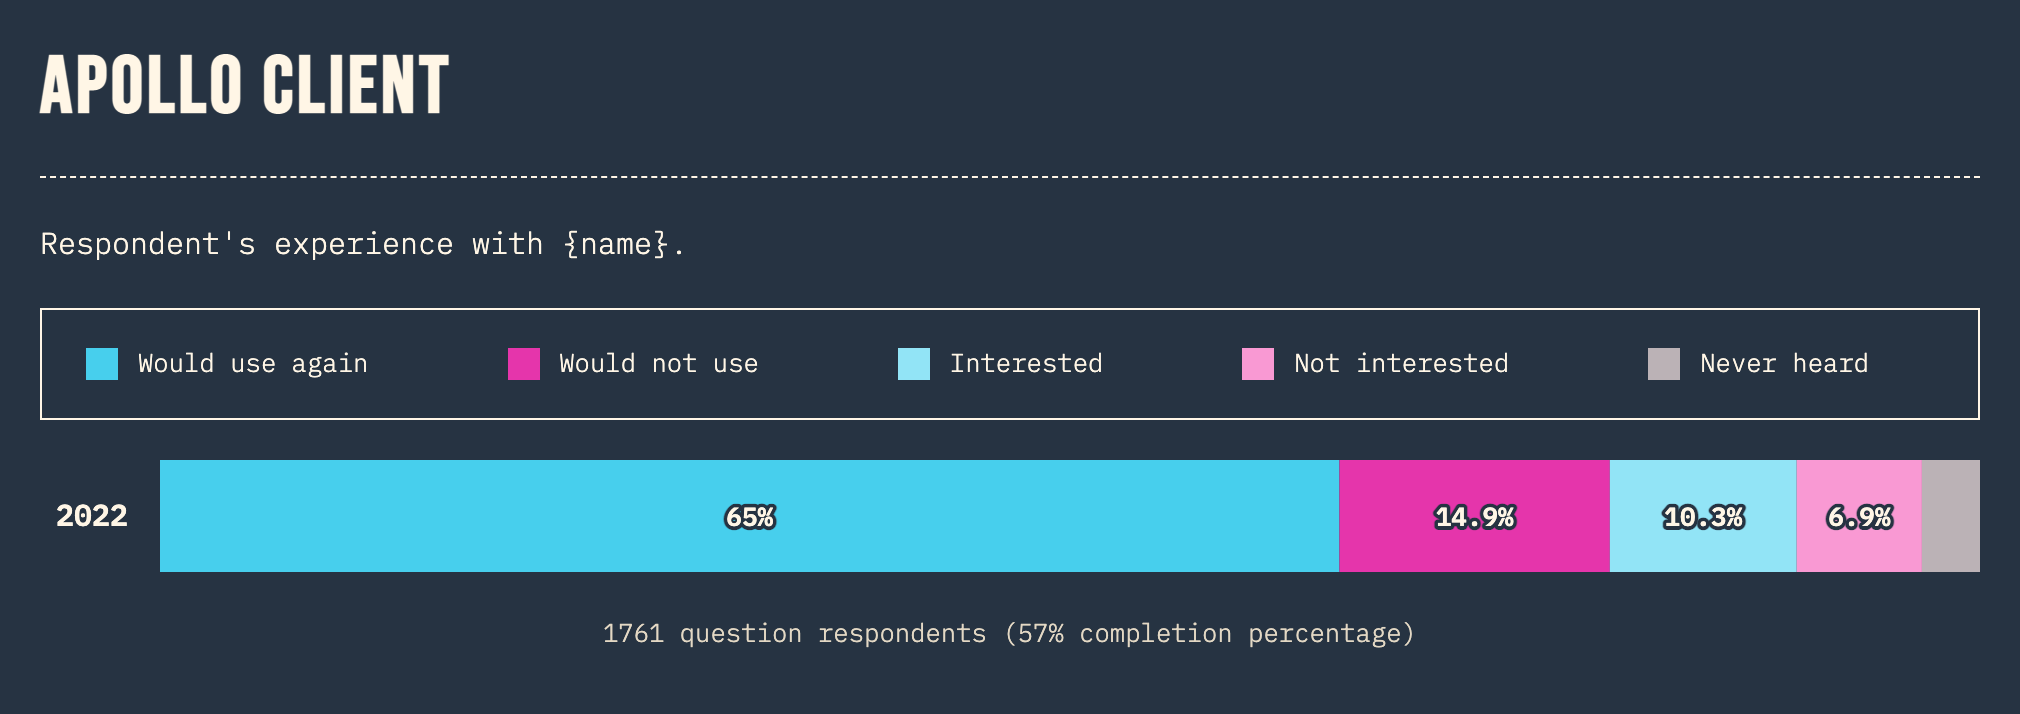 APOLLO CLIENT
Respondent's experience with {name}.
Would use again Would not use Interested Not interested Never heard
2022 65% 14.9% 10.3% 6.9%
1761 question respondents (57% completion percentage)